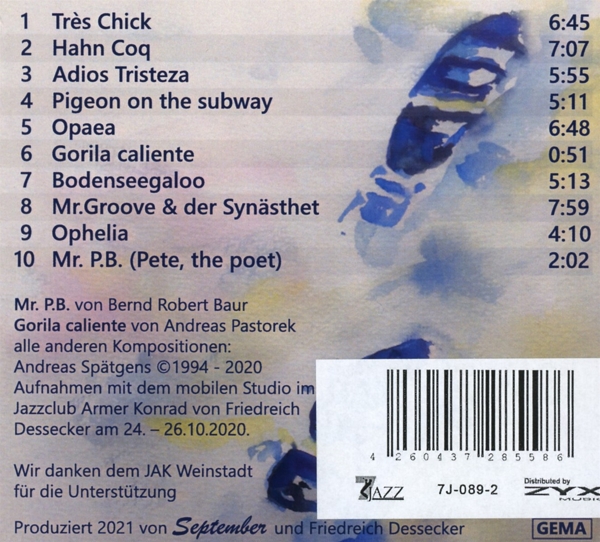 1 Très Chick 6:45
2 Hahn Coq 7:07
3 Adios Tristeza 5:55
4 Pigeon on the subway 5:11
5 Opaea 6:48
6 Gorila caliente 0:51
7 Bodenseegaloo 5:13
8 Mr.Groove & der Synästhet 7:59
9 Ophelia 4:10
10 Mr. P.B. (Pete, the poet) 2:02
Mr. P.B. von Bernd Robert Baur
Gorila caliente von Andreas Pastorek
alle anderen Kompositionen:
Andreas Spätgens ©1994 - 2020
Aufnahmen mit dem mobilen Studio im
Jazzclub Armer Konrad von Friedreich
Dessecker am 24. – 26.10.2020.
Wir danken dem JAK Weinstadt
für die Unterstützung
Produziert 2021 von September und Friedreich Dessecker
4 260437 285586
JAZZ
7J-089-2
Distributed by
ZYX
MUSIC
GEMA